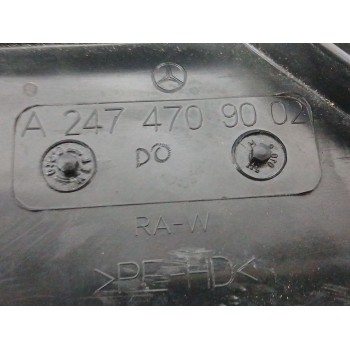 A 247 470 90 02
DO
RA-W
>PE-HD<